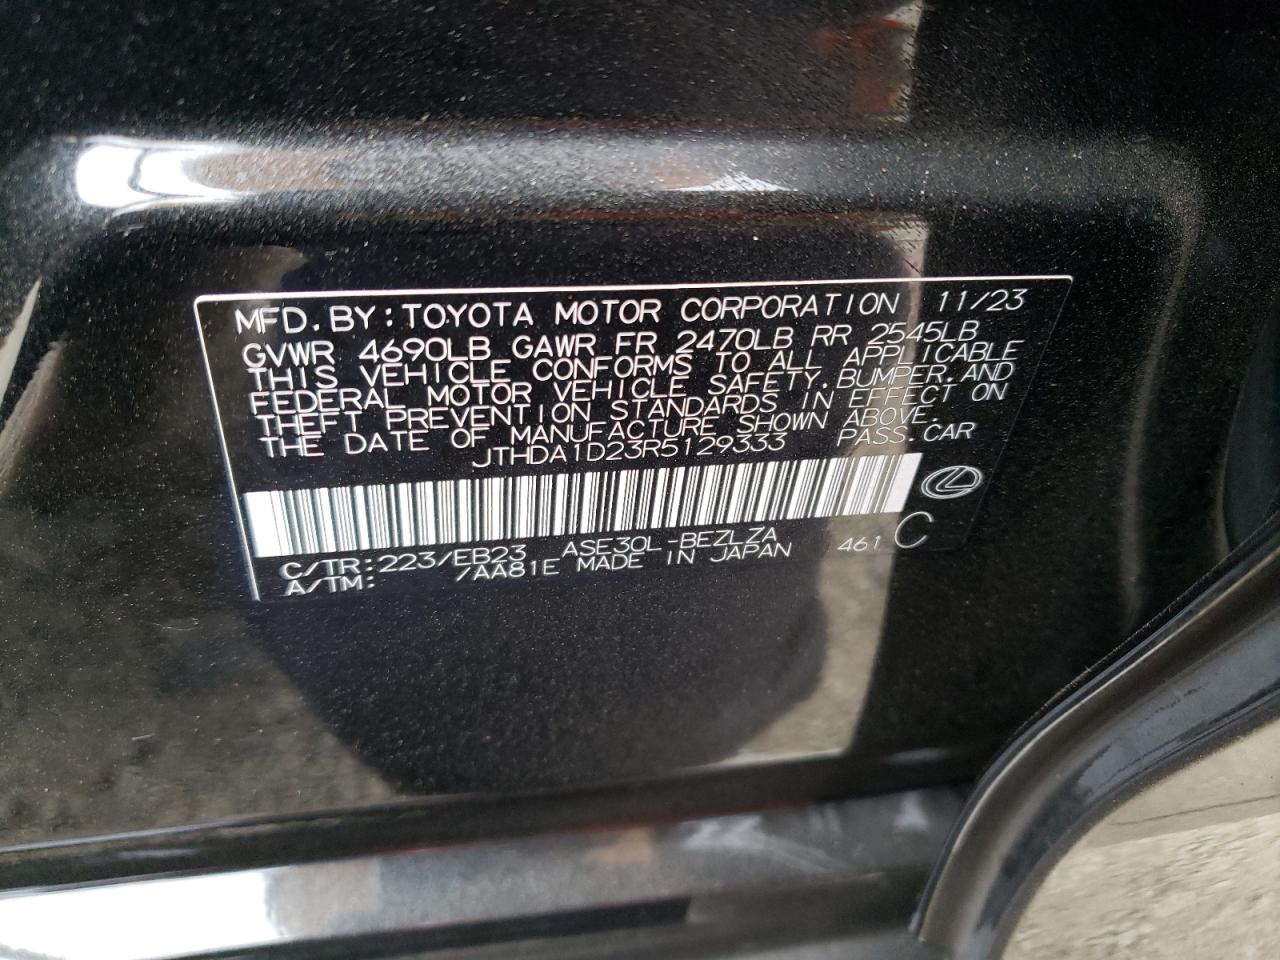 MFD. BY: TOYOTA MOTOR CORPORATION 11/23
GVWR 4690LB GAWR FR 2470LB RR 2545LB
THIS VEHICLE CONFORMS TO ALL APPLICABLE
FEDERAL MOTOR VEHICLE SAFETY, BUMPER, AND
THEFT PREVENTION STANDARDS IN EFFECT ON
THE DATE OF MANUFACTURE SHOWN ABOVE.
JTHDA1D23R5129333 PASS. CAR
C/TR: 223/EB23 ASE30L-BEZLZA 461 C
A/TM: /AA81E MADE IN JAPAN